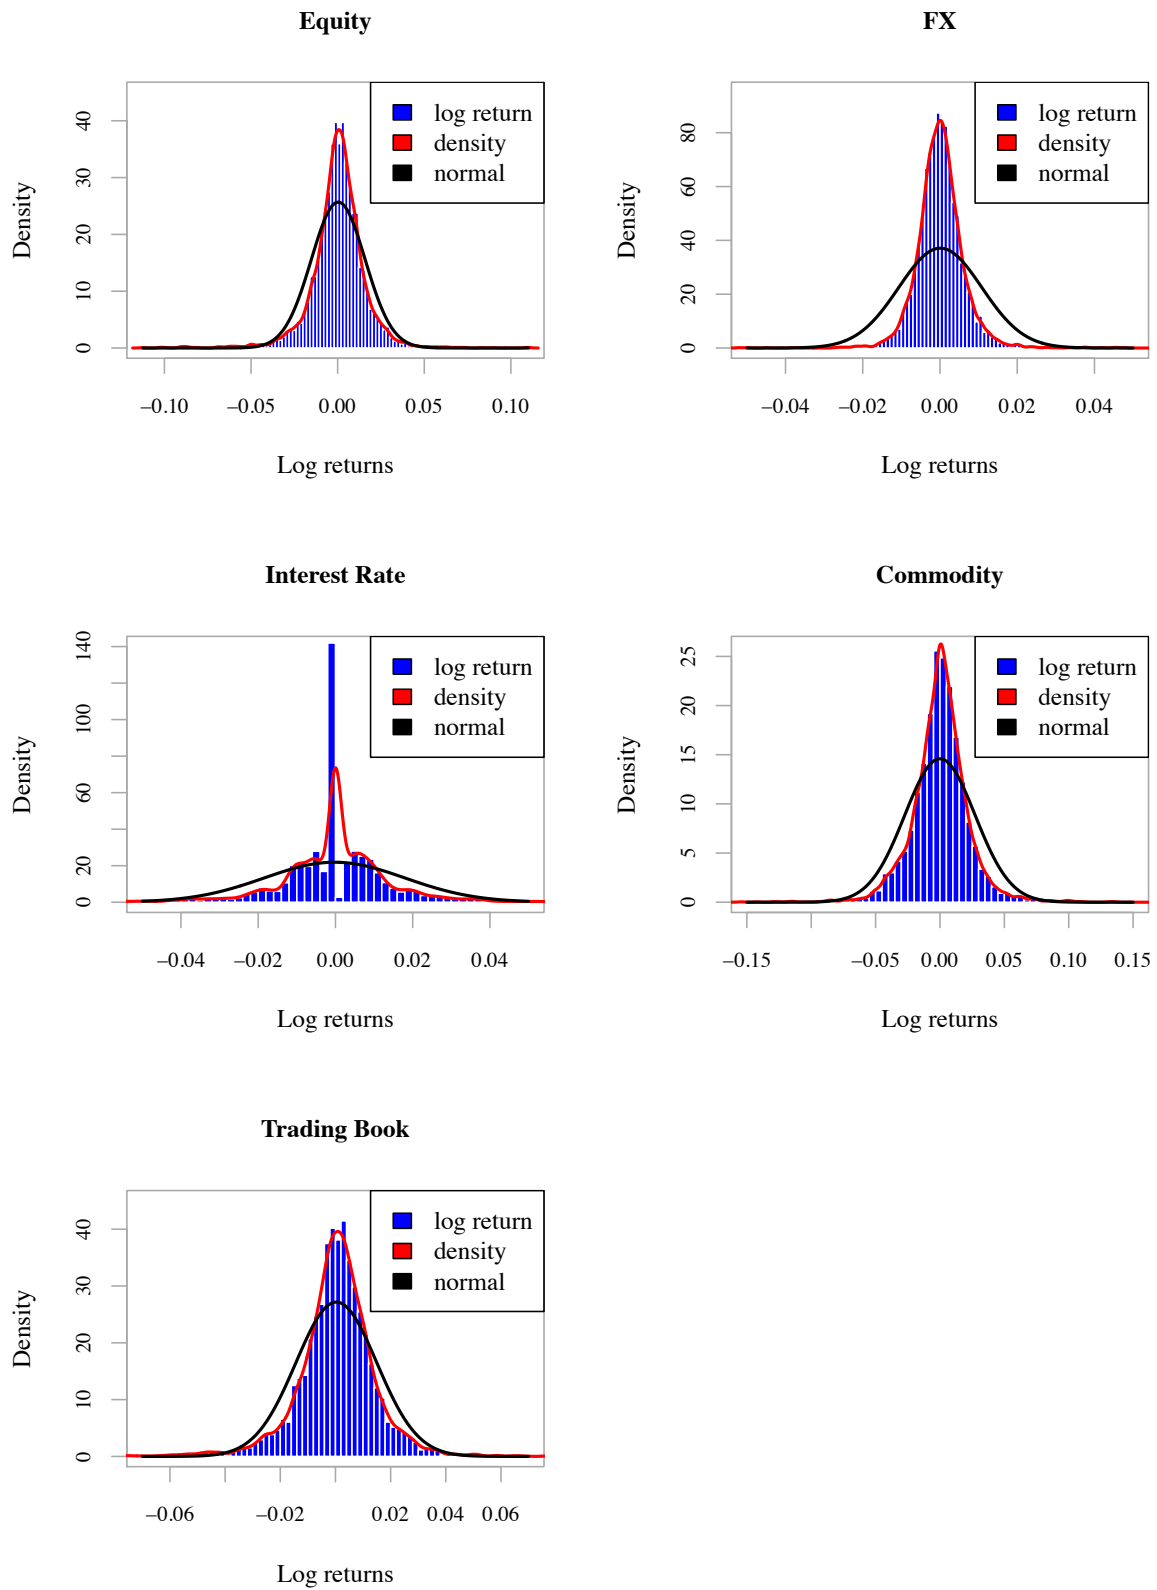 Equity
Density
0
10
20
30
40
log return
density
normal
−0.10
−0.05
0.00
0.05
0.10
Log returns
FX
Density
0
20
40
60
80
log return
density
normal
−0.04
−0.02
0.00
0.02
0.04
Log returns
Interest Rate
Density
0
20
60
100
140
log return
density
normal
−0.04
−0.02
0.00
0.02
0.04
Log returns
Commodity
Density
0
5
10
15
20
25
log return
density
normal
−0.15
−0.05
0.00
0.05
0.10
0.15
Log returns
Trading Book
Density
0
10
20
30
40
log return
density
normal
−0.06
−0.02
0.02
0.04
0.06
Log returns